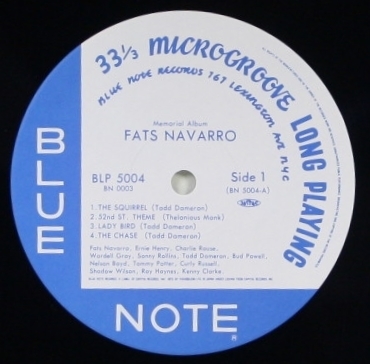 33⅓ MICROGROOVE LONG PLAYING
BLUE NOTE RECORDS 767 LEXINGTON AVE NYC
Memorial Album
FATS NAVARRO
BLP 5004
BN 0003
Side 1
(BN 5004-A)
1. THE SQUIRREL (Todd Dameron)
2. 52nd ST. THEME (Thelonious Monk)
3. LADY BIRD (Todd Dameron)
4. THE CHASE (Todd Dameron)
Fats Navarro, Ernie Henry, Charlie Rouse,
Wardell Gray, Sonny Rollins, Todd Dameron, Bud Powell,
Nelson Boyd, Tommy Potter, Curly Russell,
Shadow Wilson, Roy Haynes, Kenny Clarke.
BLUE
NOTE
®